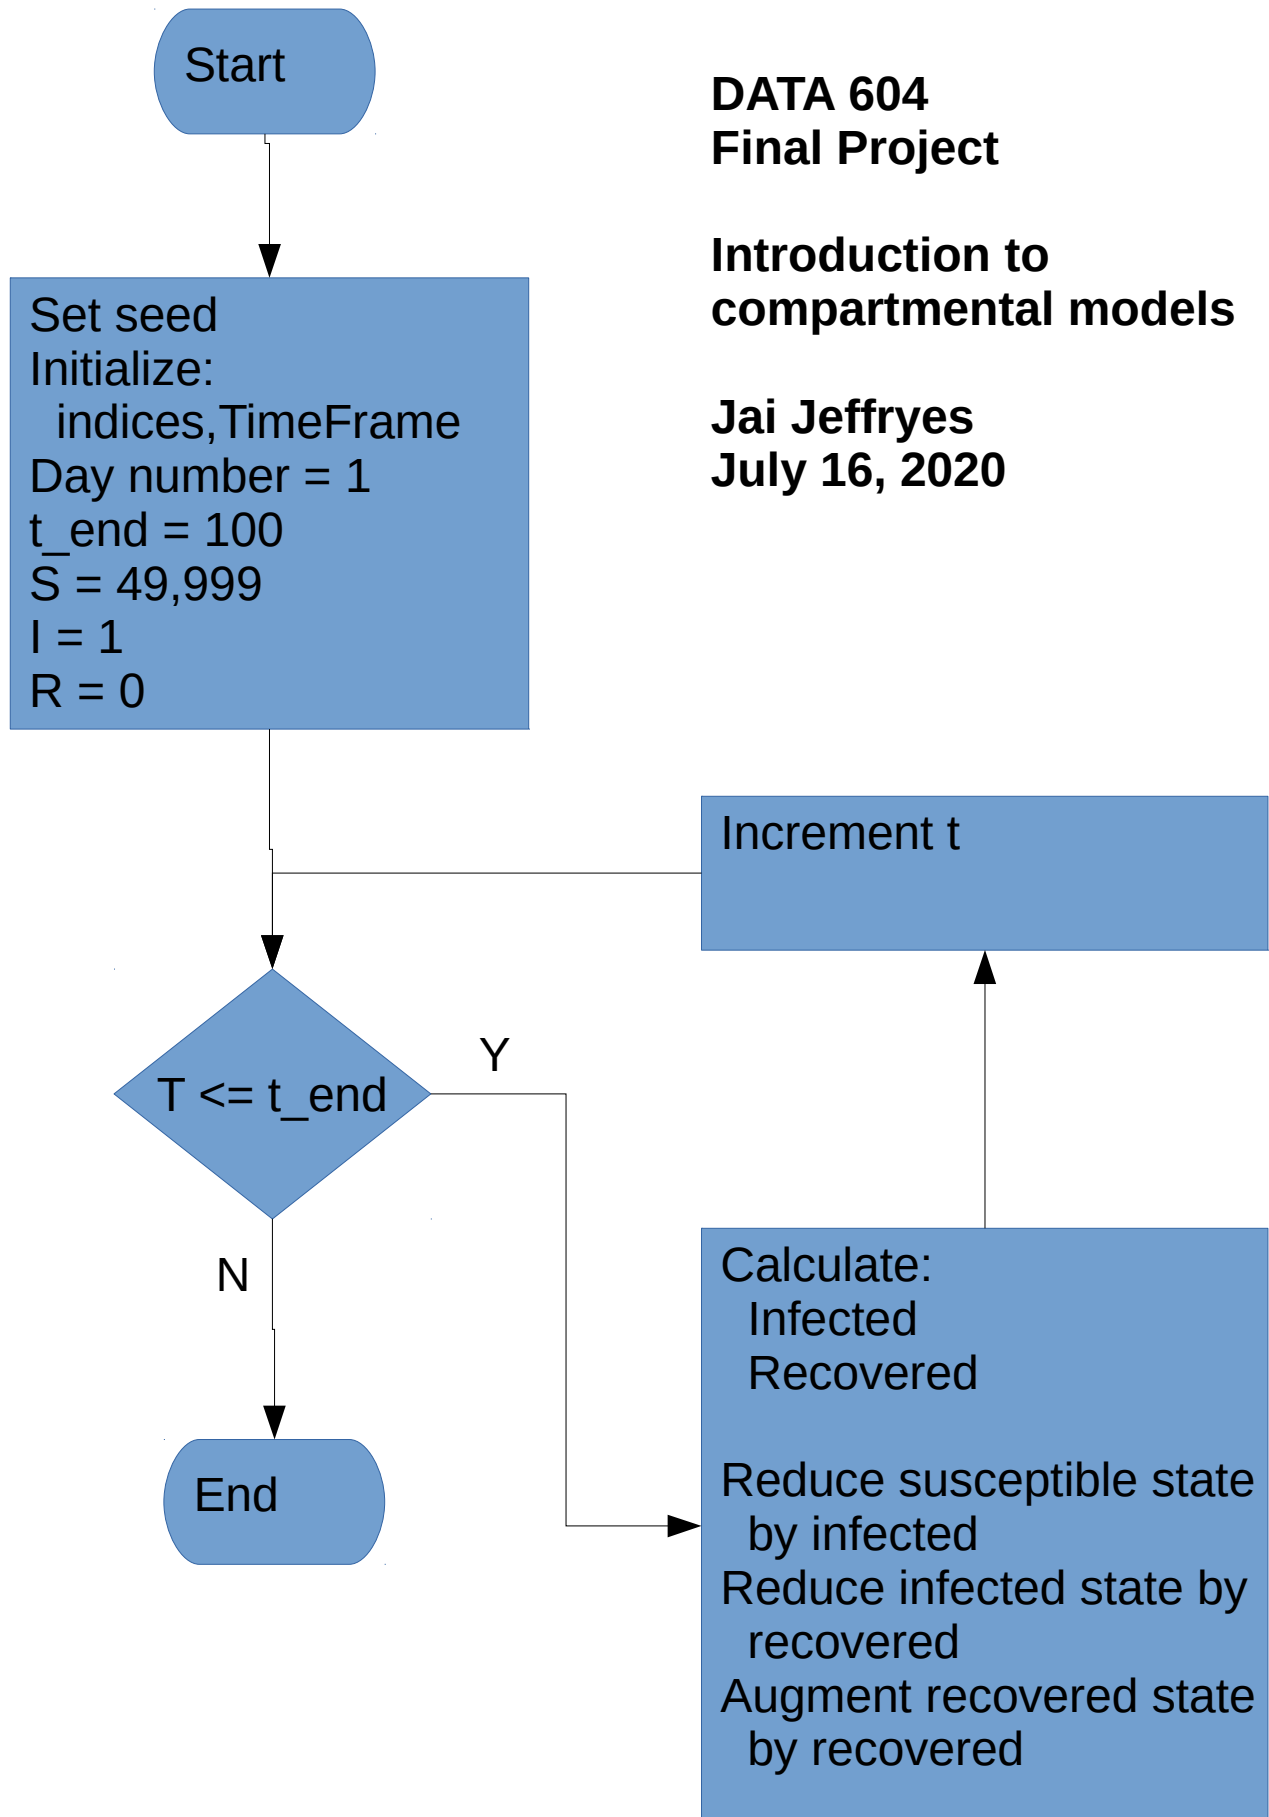 Start
DATA 604
Final Project
Introduction to
compartmental models
Jai Jeffryes
July 16, 2020
Set seed
Initialize:
indices,TimeFrame
Day number = 1
t_end = 100
S = 49,999
I = 1
R = 0
Increment t
T <= t_end
Y
N
End
Calculate:
Infected
Recovered
Reduce susceptible state
by infected
Reduce infected state by
recovered
Augment recovered state
by recovered